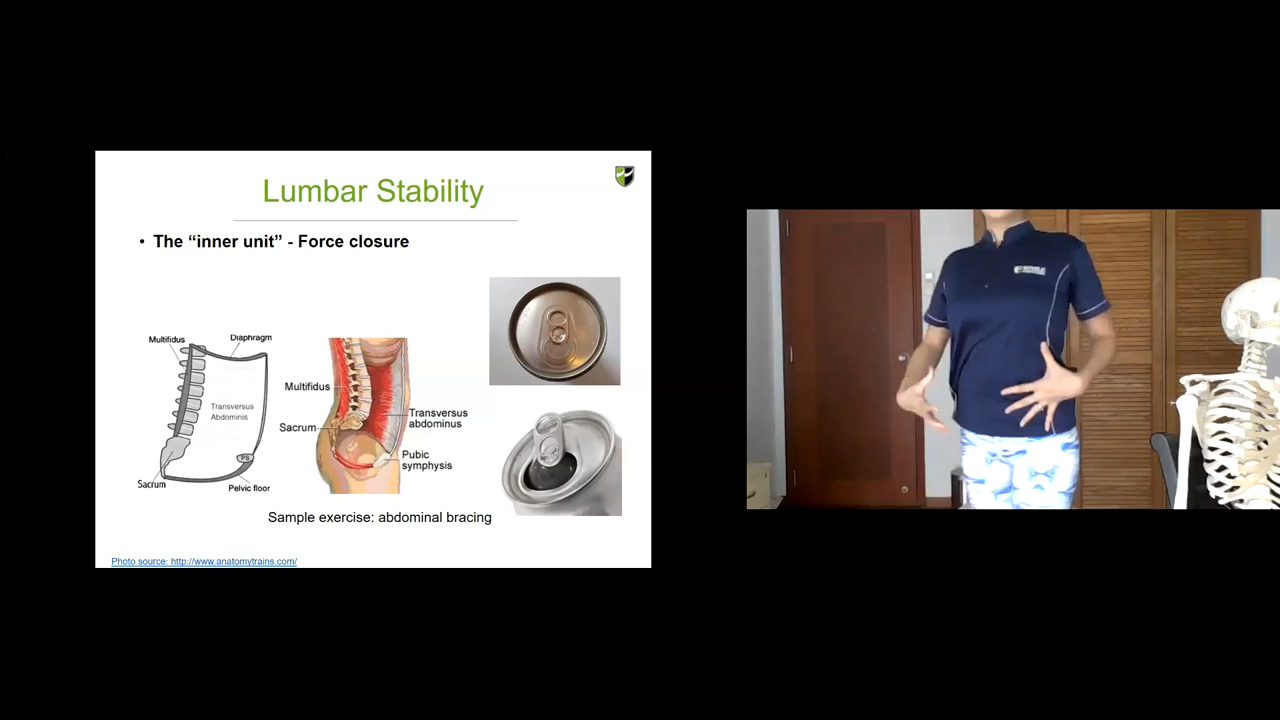 Lumbar Stability
• The “inner unit” - Force closure
Multifidus
Diaphragm
Transversus
Abdominis
PS
Sacrum
Pelvic floor
Multifidus
Sacrum
Transversus
abdominus
Pubic
symphysis
Sample exercise: abdominal bracing
Photo source: http://www.anatomytrains.com/